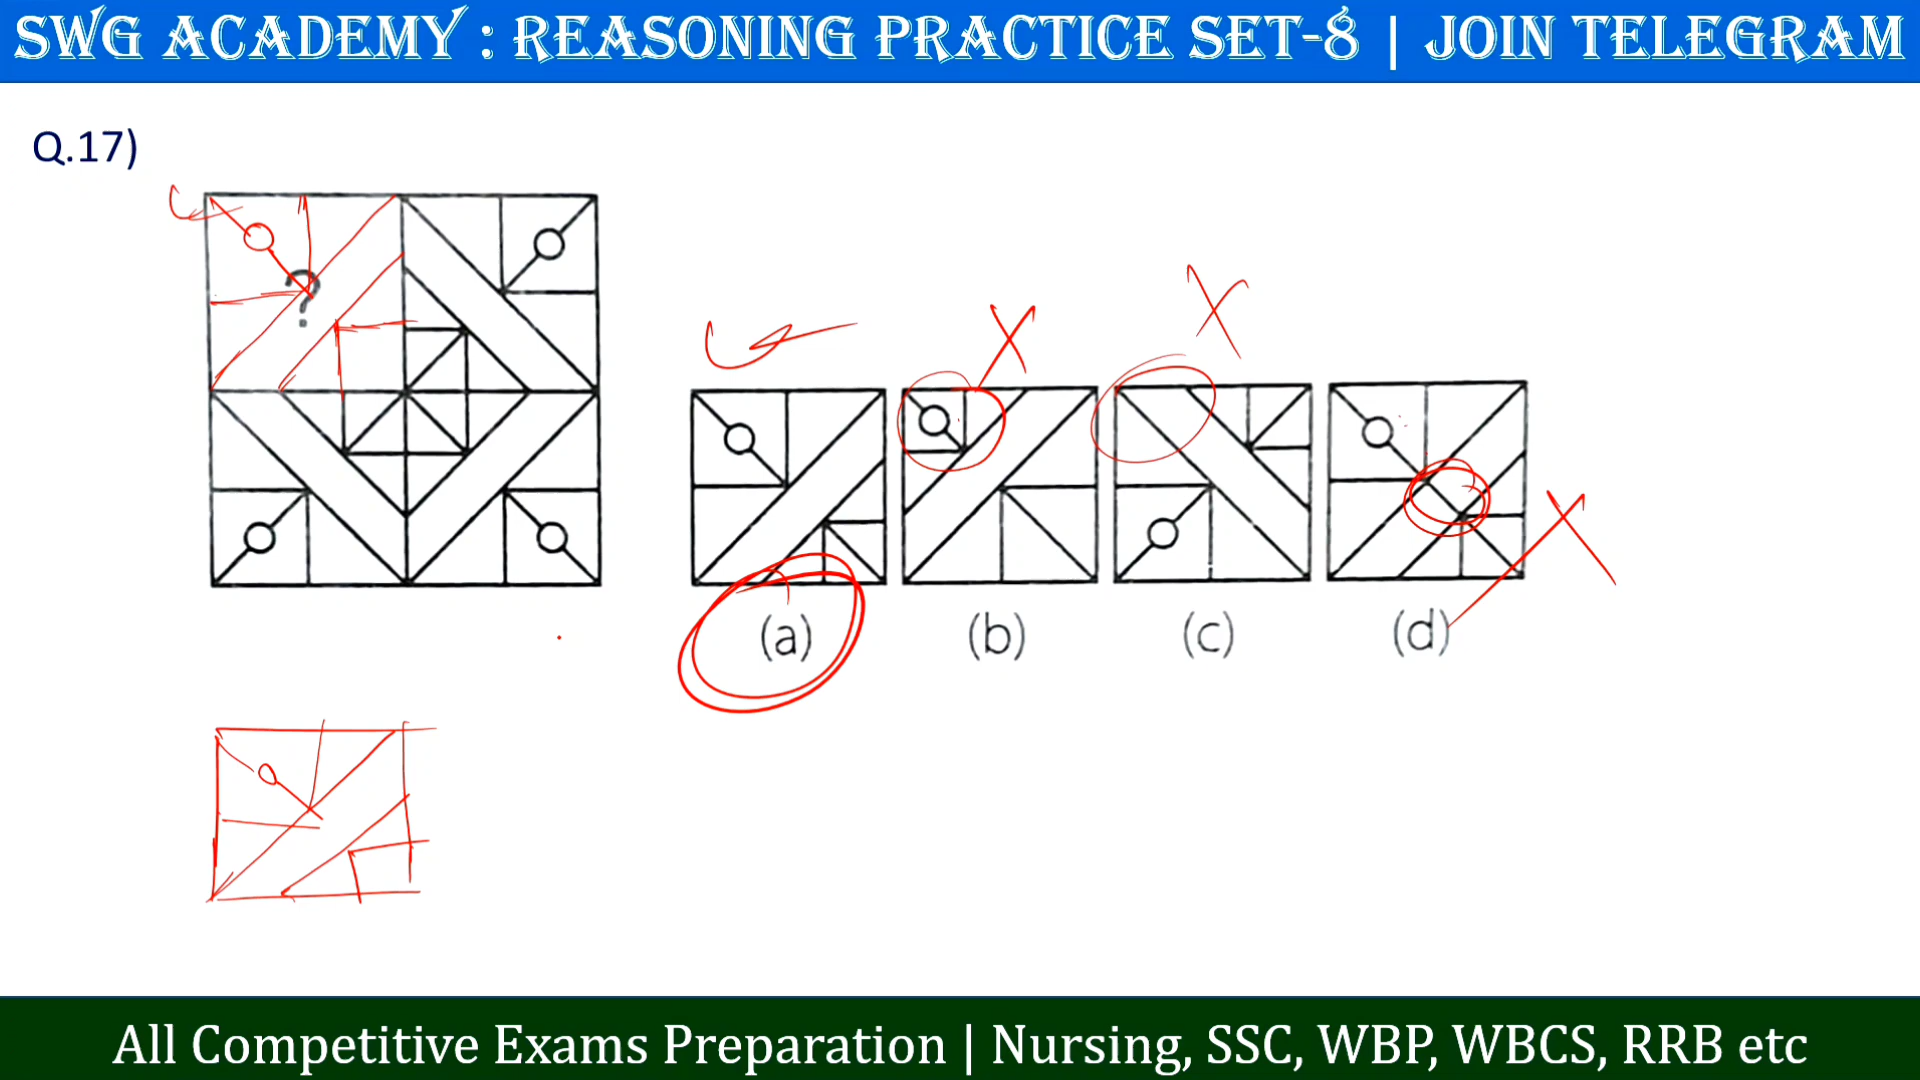 SWG ACADEMY : REASONING PRACTICE SET-8 | JOIN TELEGRAM
Q.17)
?
(a) (b) (c) (d)
All Competitive Exams Preparation | Nursing, SSC, WBP, WBCS, RRB etc